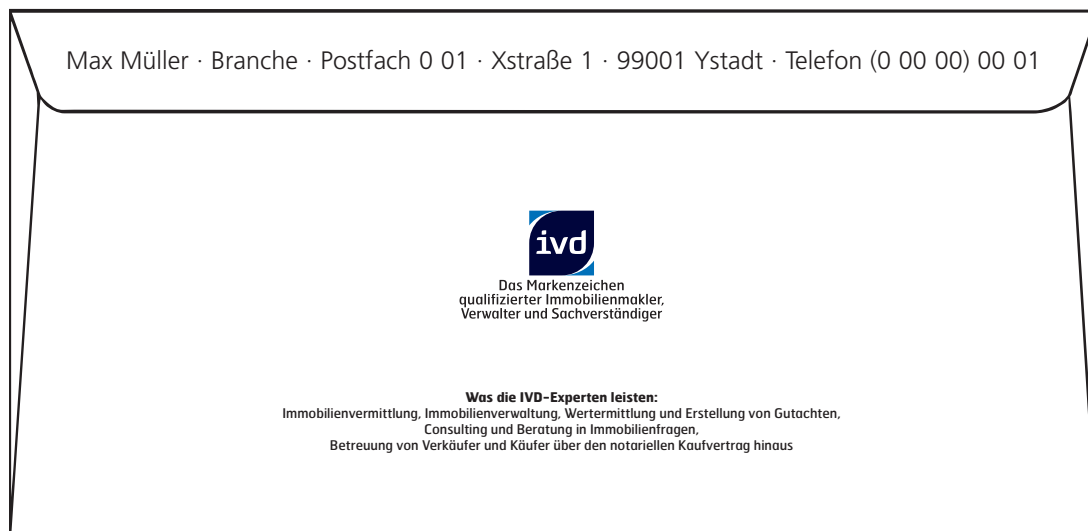 Max Müller · Branche · Postfach 0 01 · Xstraße 1 · 99001 Ystadt · Telefon (0 00 00) 00 01
ivd
Das Markenzeichen
qualifizierter Immobilienmakler,
Verwalter und Sachverständiger
Was die IVD-Experten leisten:
Immobilienvermittlung, Immobilienverwaltung, Wertermittlung und Erstellung von Gutachten,
Consulting und Beratung in Immobilienfragen,
Betreuung von Verkäufer und Käufer über den notariellen Kaufvertrag hinaus